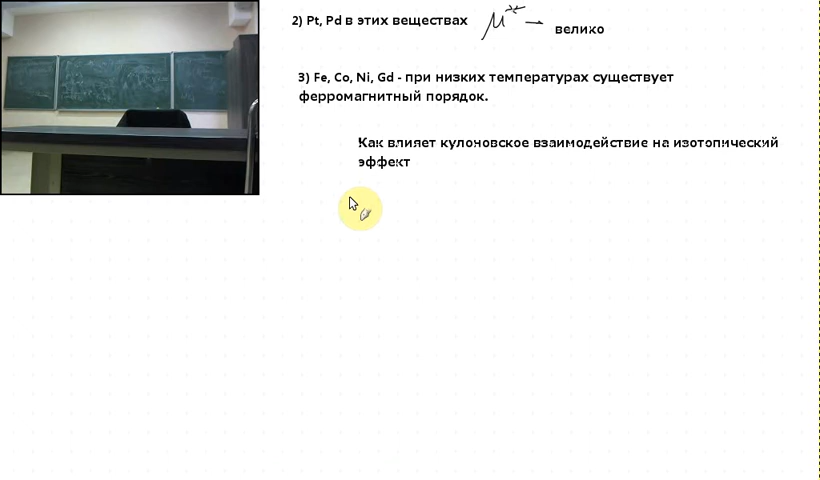 2) Pt, Pd в этих веществах μ* → велико
3) Fe, Co, Ni, Gd - при низких температурах существует
ферромагнитный порядок.
Как влияет кулоновское взаимодействие на изотопический
эффект